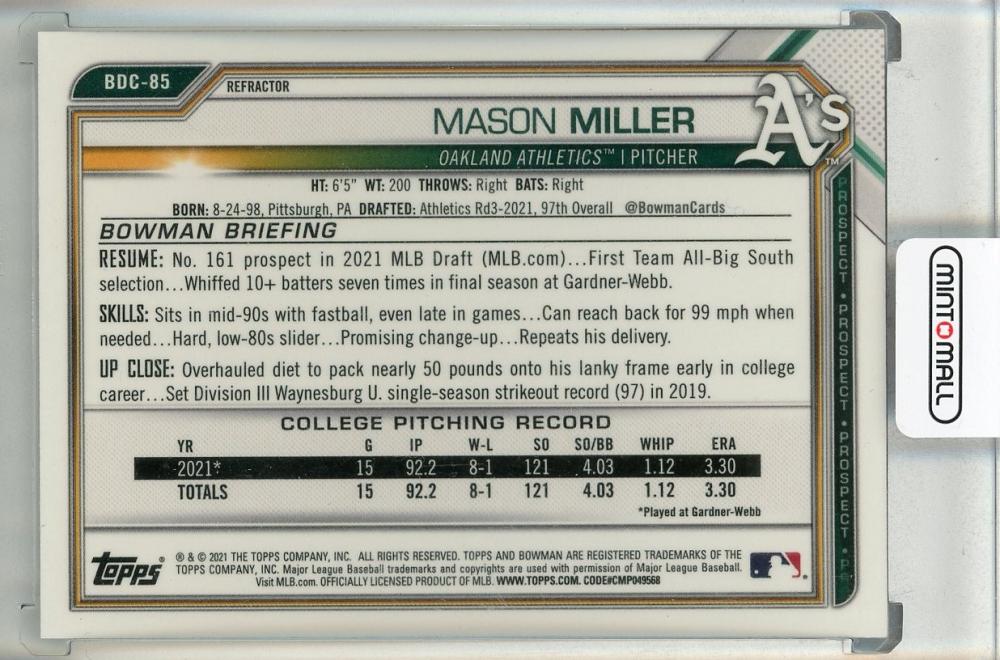 BDC-85
REFRACTOR
MASON MILLER
OAKLAND ATHLETICS™ | PITCHER
A's™
HT: 6'5" WT: 200 THROWS: Right BATS: Right
BORN: 8-24-98, Pittsburgh, PA DRAFTED: Athletics Rd3-2021, 97th Overall @BowmanCards
BOWMAN BRIEFING
RESUME: No. 161 prospect in 2021 MLB Draft (MLB.com)...First Team All-Big South
selection...Whiffed 10+ batters seven times in final season at Gardner-Webb.
SKILLS: Sits in mid-90s with fastball, even late in games...Can reach back for 99 mph when
needed...Hard, low-80s slider...Promising change-up...Repeats his delivery.
UP CLOSE: Overhauled diet to pack nearly 50 pounds onto his lanky frame early in college
career...Set Division III Waynesburg U. single-season strikeout record (97) in 2019.
COLLEGE PITCHING RECORD
YR G IP W-L SO SO/BB WHIP ERA
2021* 15 92.2 8-1 121 4.03 1.12 3.30
TOTALS 15 92.2 8-1 121 4.03 1.12 3.30
*Played at Gardner-Webb
Topps®
® & © 2021 THE TOPPS COMPANY, INC. ALL RIGHTS RESERVED. TOPPS AND BOWMAN ARE REGISTERED TRADEMARKS OF THE
TOPPS COMPANY, INC. Major League Baseball trademarks and copyrights are used with permission of Major League Baseball.
Visit MLB.com. OFFICIALLY LICENSED PRODUCT OF MLB. WWW.TOPPS.COM. CODE#CMP049568
PROSPECT • PROSPECT • PROSPECT • PROSPECT • P
MINT MALL